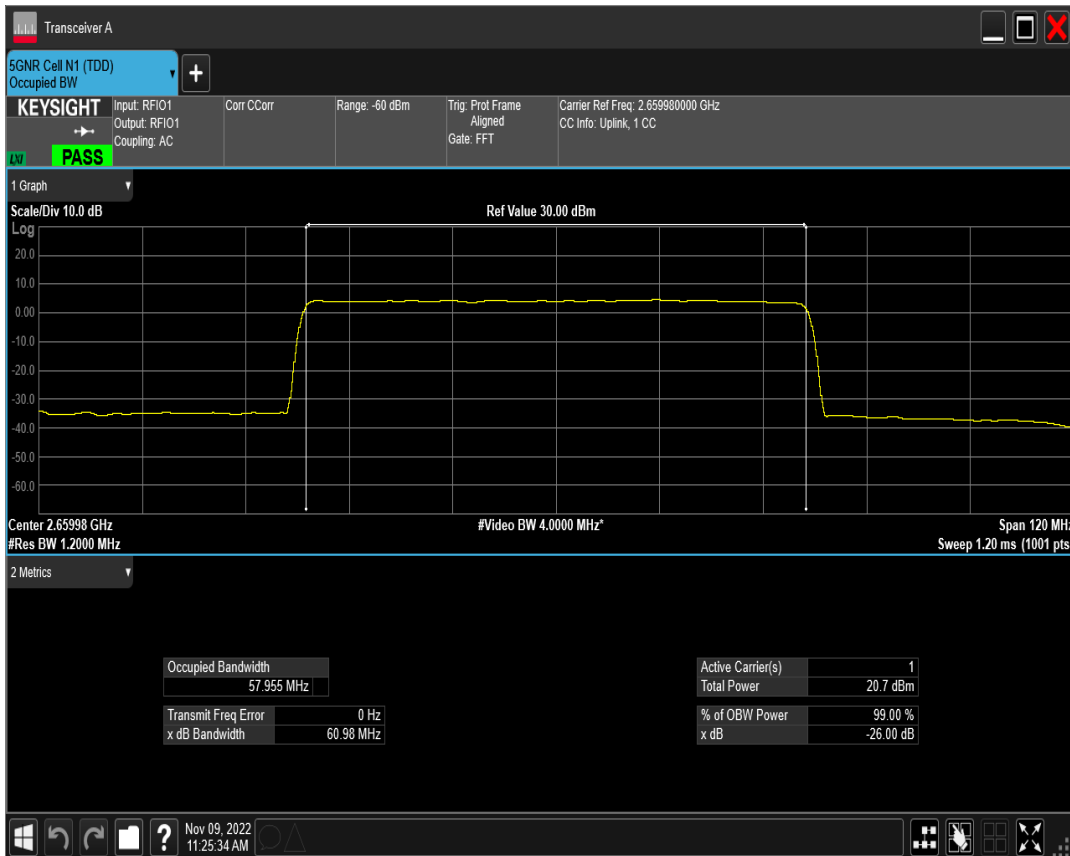 Transceiver A
5GNR Cell N1 (TDD)
Occupied BW
+
KEYSIGHT
LXI
PASS
Input: RFIO1
Output: RFIO1
Coupling: AC
Corr CCorr
Range: -60 dBm
Trig: Prot Frame
Aligned
Gate: FFT
Carrier Ref Freq: 2.659980000 GHz
CC Info: Uplink, 1 CC
1 Graph
Scale/Div 10.0 dB
Ref Value 30.00 dBm
Log
20.0
10.0
0.00
-10.0
-20.0
-30.0
-40.0
-50.0
-60.0
Center 2.65998 GHz
#Video BW 4.0000 MHz*
Span 120 MHz
#Res BW 1.2000 MHz
Sweep 1.20 ms (1001 pts
2 Metrics
Occupied Bandwidth
57.955 MHz
Transmit Freq Error 0 Hz
x dB Bandwidth 60.98 MHz
Active Carrier(s) 1
Total Power 20.7 dBm
% of OBW Power 99.00 %
x dB -26.00 dB
?
Nov 09, 2022
11:25:34 AM